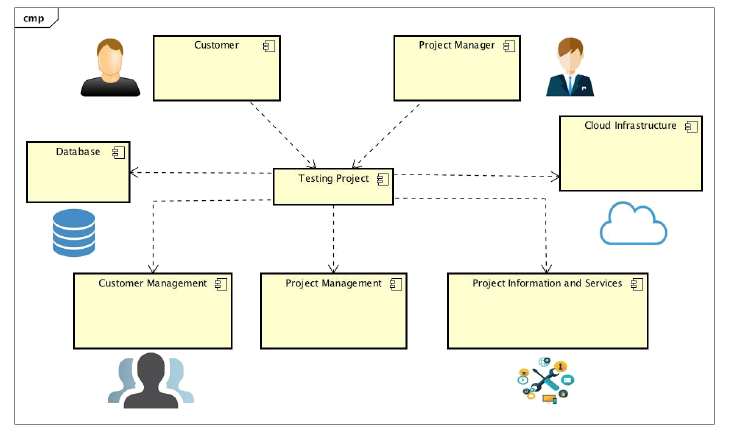 cmp
Customer
Project Manager
Cloud Infrastructure
Database
Testing Project
Customer Management
Project Management
Project Information and Services